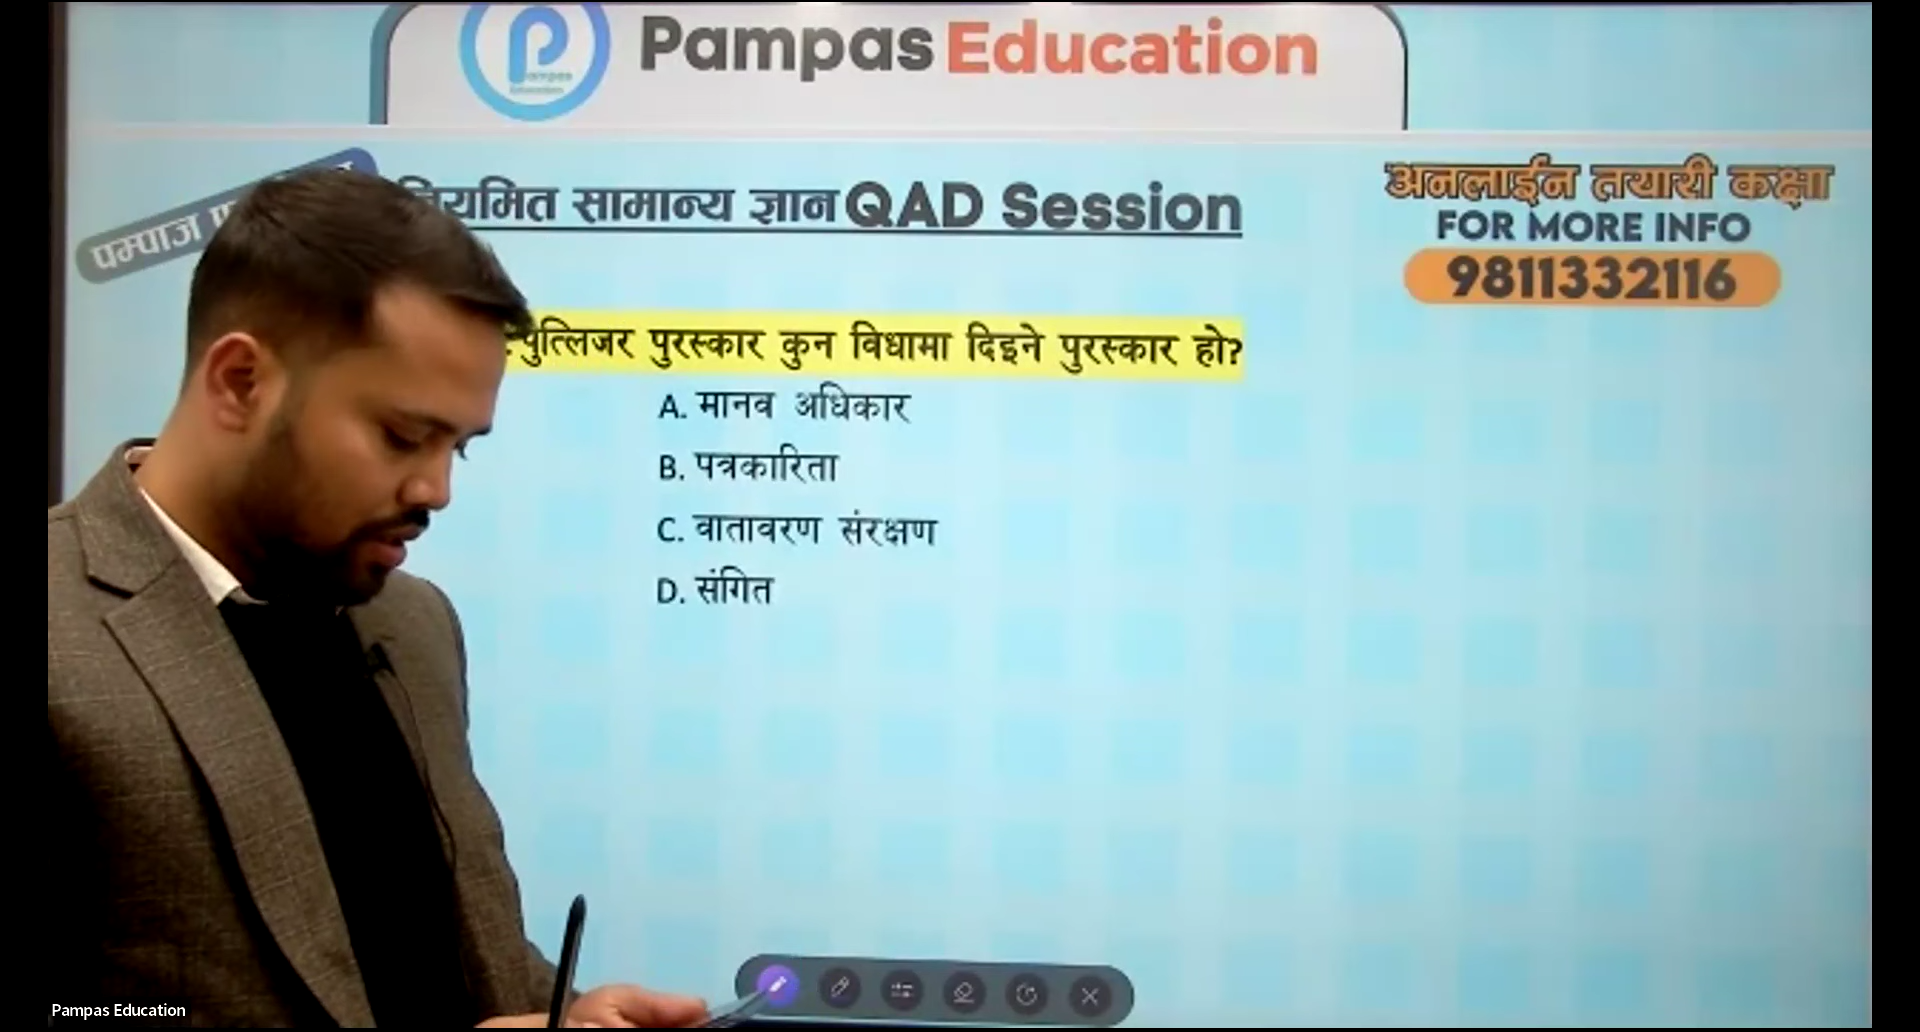 Pampas Education
नियमित सामान्य ज्ञान QAD Session
पम्पाज
अनलाईन तयारी कक्षा
FOR MORE INFO
9811332116
पुत्लिजर पुरस्कार कुन विधामा दिइने पुरस्कार हो?
A. मानव अधिकार
B. पत्रकारिता
C. वातावरण संरक्षण
D. संगित
Pampas Education